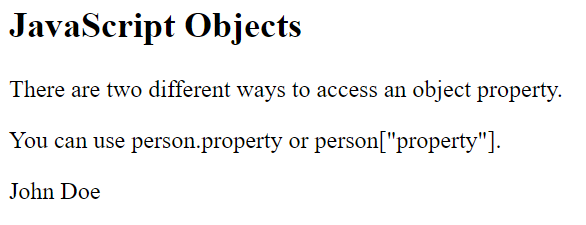 JavaScript Objects
There are two different ways to access an object property.
You can use person.property or person["property"].
John Doe